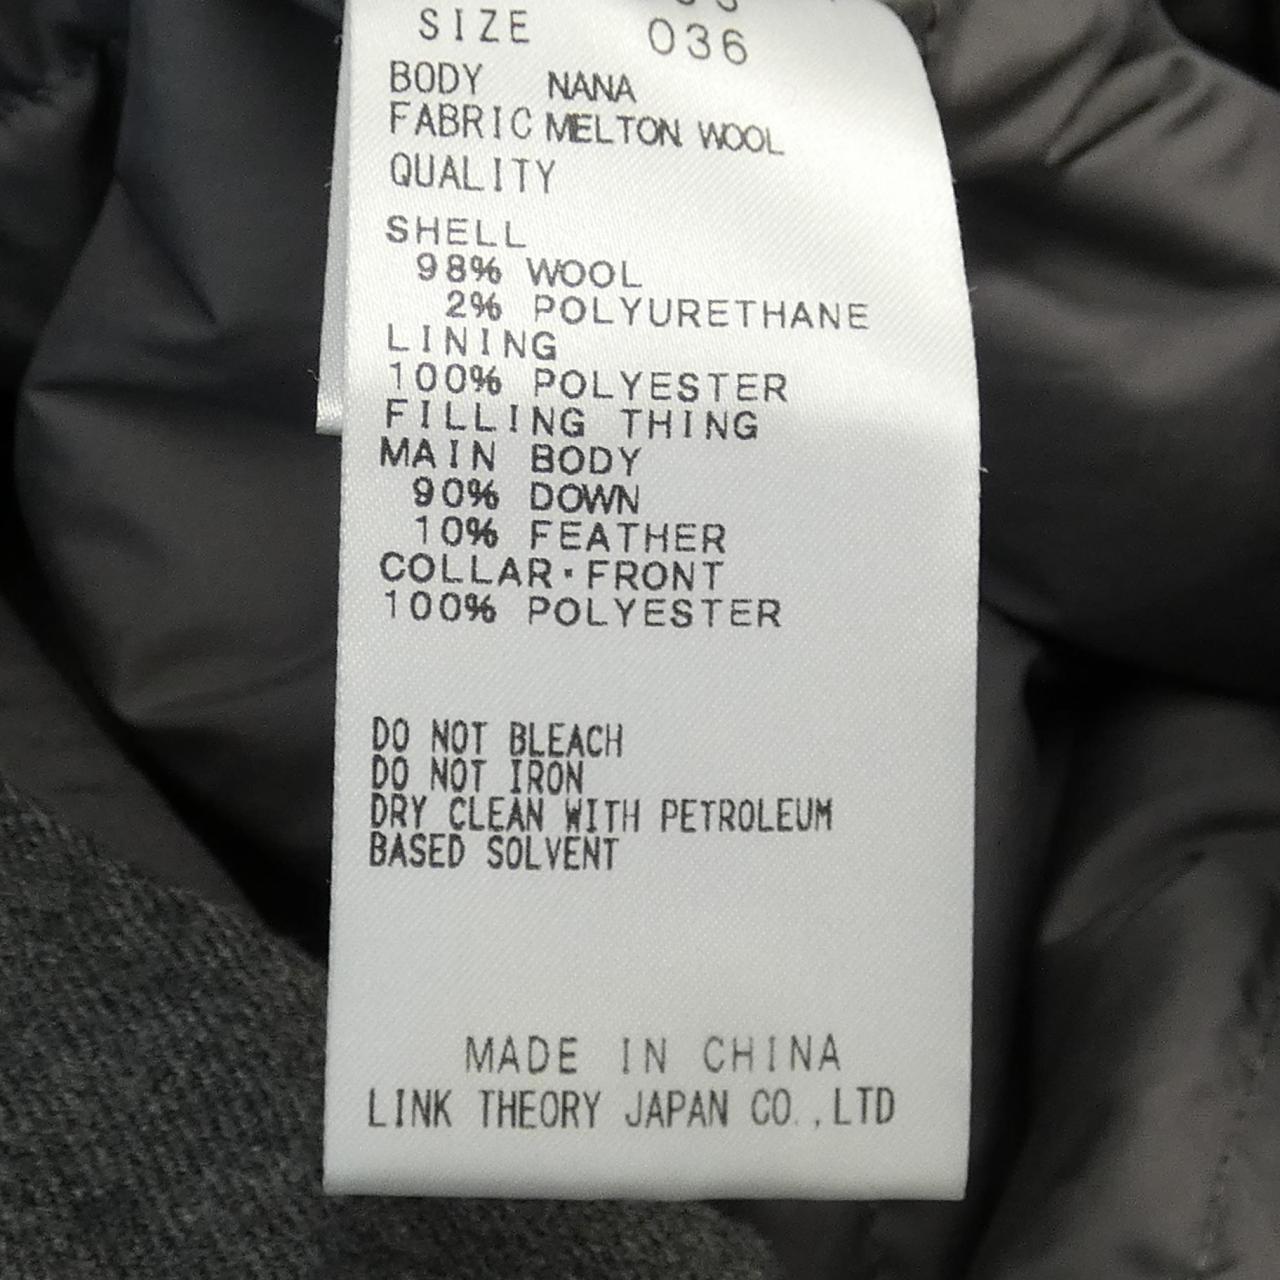 SIZE 036
BODY NANA
FABRIC MELTON WOOL
QUALITY
SHELL
98% WOOL
2% POLYURETHANE
LINING
100% POLYESTER
FILLING THING
MAIN BODY
90% DOWN
10% FEATHER
COLLAR・FRONT
100% POLYESTER
DO NOT BLEACH
DO NOT IRON
DRY CLEAN WITH PETROLEUM
BASED SOLVENT
MADE IN CHINA
LINK THEORY JAPAN CO.,LTD